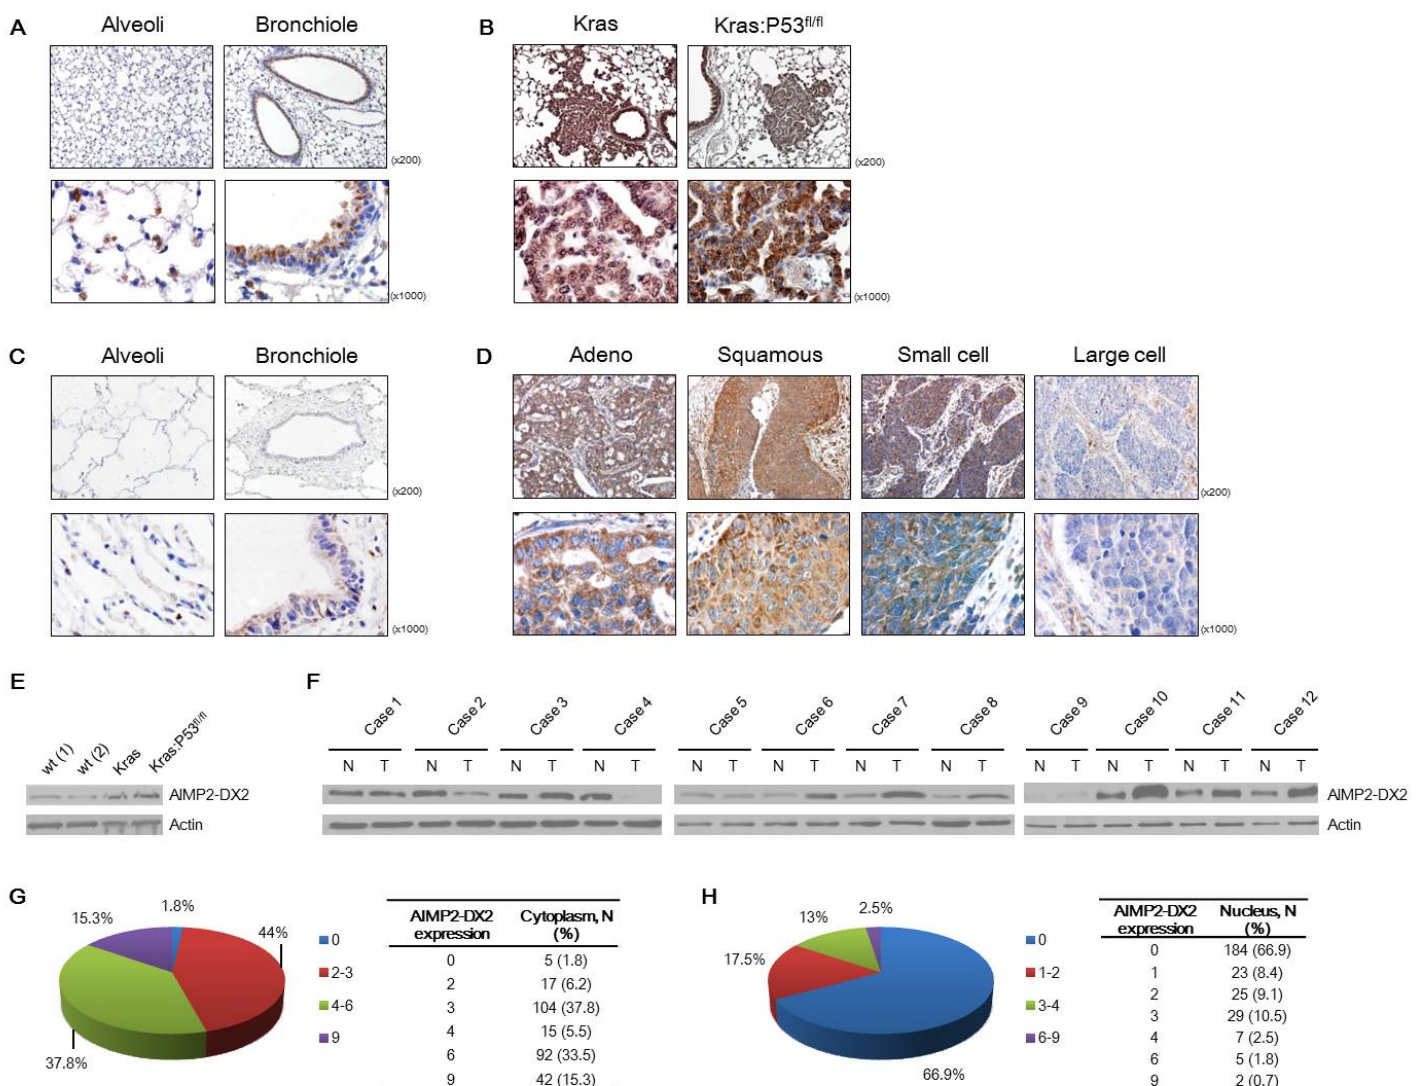 A
Alveoli
Bronchiole
(x200)
(x1000)
B
Kras
Kras:P53fl/fl
(x200)
(x1000)
C
Alveoli
Bronchiole
(x200)
(x1000)
D
Adeno
Squamous
Small cell
Large cell
(x200)
(x1000)
E
wt (1)
wt (2)
Kras
Kras:P53fl/fl
AIMP2-DX2
Actin
F
Case 1
Case 2
Case 3
Case 4
Case 5
Case 6
Case 7
Case 8
Case 9
Case 10
Case 11
Case 12
N T N T N T N T N T N T N T N T N T N T N T N T
AIMP2-DX2
Actin
G
15.3%
1.8%
44%
37.8%
0
2-3
4-6
9
AIMP2-DX2 Cytoplasm, N
expression (%)
0 5 (1.8)
2 17 (6.2)
3 104 (37.8)
4 15 (5.5)
6 92 (33.5)
9 42 (15.3)
H
13%
2.5%
17.5%
66.9%
0
1-2
3-4
6-9
AIMP2-DX2 Nucleus, N
expression (%)
0 184 (66.9)
1 23 (8.4)
2 25 (9.1)
3 29 (10.5)
4 7 (2.5)
6 5 (1.8)
9 2 (0.7)